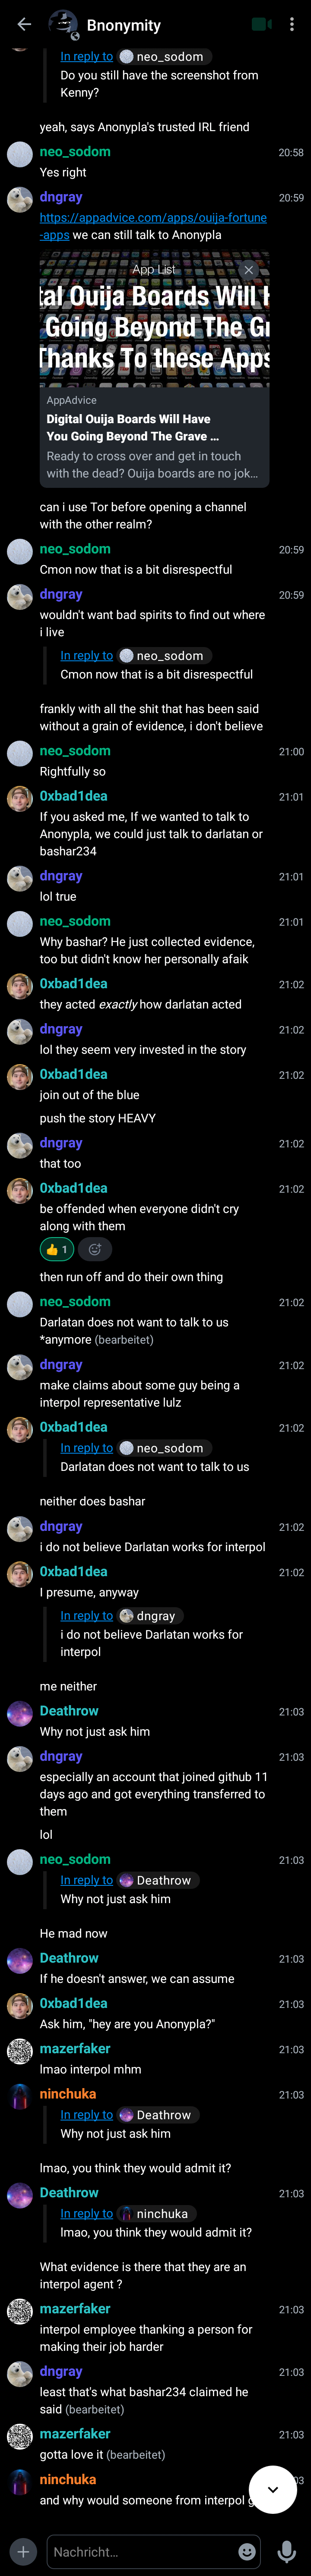 Bnonymity
In reply to neo_sodom
Do you still have the screenshot from
Kenny?
yeah, says Anonypla's trusted IRL friend
neo_sodom 20:58
Yes right
dngray 20:59
https://appadvice.com/apps/ouija-fortune
-apps we can still talk to Anonypla
App List
tal Ouija Boards Will H
Going Beyond The Gr
Thanks To these Apps
AppAdvice
Digital Ouija Boards Will Have
You Going Beyond The Grave ...
Ready to cross over and get in touch
with the dead? Ouija boards are no jok...
can i use Tor before opening a channel
with the other realm?
neo_sodom 20:59
Cmon now that is a bit disrespectful
dngray 20:59
wouldn't want bad spirits to find out where
i live
In reply to neo_sodom
Cmon now that is a bit disrespectful
frankly with all the shit that has been said
without a grain of evidence, i don't believe
neo_sodom 21:00
Rightfully so
0xbad1dea 21:01
If you asked me, If we wanted to talk to
Anonypla, we could just talk to darlatan or
bashar234
dngray 21:01
lol true
neo_sodom 21:01
Why bashar? He just collected evidence,
too but didn't know her personally afaik
0xbad1dea 21:02
they acted exactly how darlatan acted
dngray 21:02
lol they seem very invested in the story
0xbad1dea 21:02
join out of the blue
push the story HEAVY
dngray 21:02
that too
0xbad1dea 21:02
be offended when everyone didn't cry
along with them
👍 1
then run off and do their own thing
neo_sodom 21:02
Darlatan does not want to talk to us
*anymore (bearbeitet)
dngray 21:02
make claims about some guy being a
interpol representative lulz
0xbad1dea 21:02
In reply to neo_sodom
Darlatan does not want to talk to us
neither does bashar
dngray 21:02
i do not believe Darlatan works for interpol
0xbad1dea 21:02
I presume, anyway
In reply to dngray
i do not believe Darlatan works for
interpol
me neither
Deathrow 21:03
Why not just ask him
dngray 21:03
especially an account that joined github 11
days ago and got everything transferred to
them
lol
neo_sodom 21:03
In reply to Deathrow
Why not just ask him
He mad now
Deathrow 21:03
If he doesn't answer, we can assume
0xbad1dea 21:03
Ask him, "hey are you Anonypla?"
mazerfaker 21:03
lmao interpol mhm
ninchuka 21:03
In reply to Deathrow
Why not just ask him
lmao, you think they would admit it?
Deathrow 21:03
In reply to ninchuka
lmao, you think they would admit it?
What evidence is there that they are an
interpol agent ?
mazerfaker 21:03
interpol employee thanking a person for
making their job harder
dngray 21:03
least that's what bashar234 claimed he
said (bearbeitet)
mazerfaker 21:03
gotta love it (bearbeitet)
ninchuka 03
and why would someone from interpol g
Nachricht...